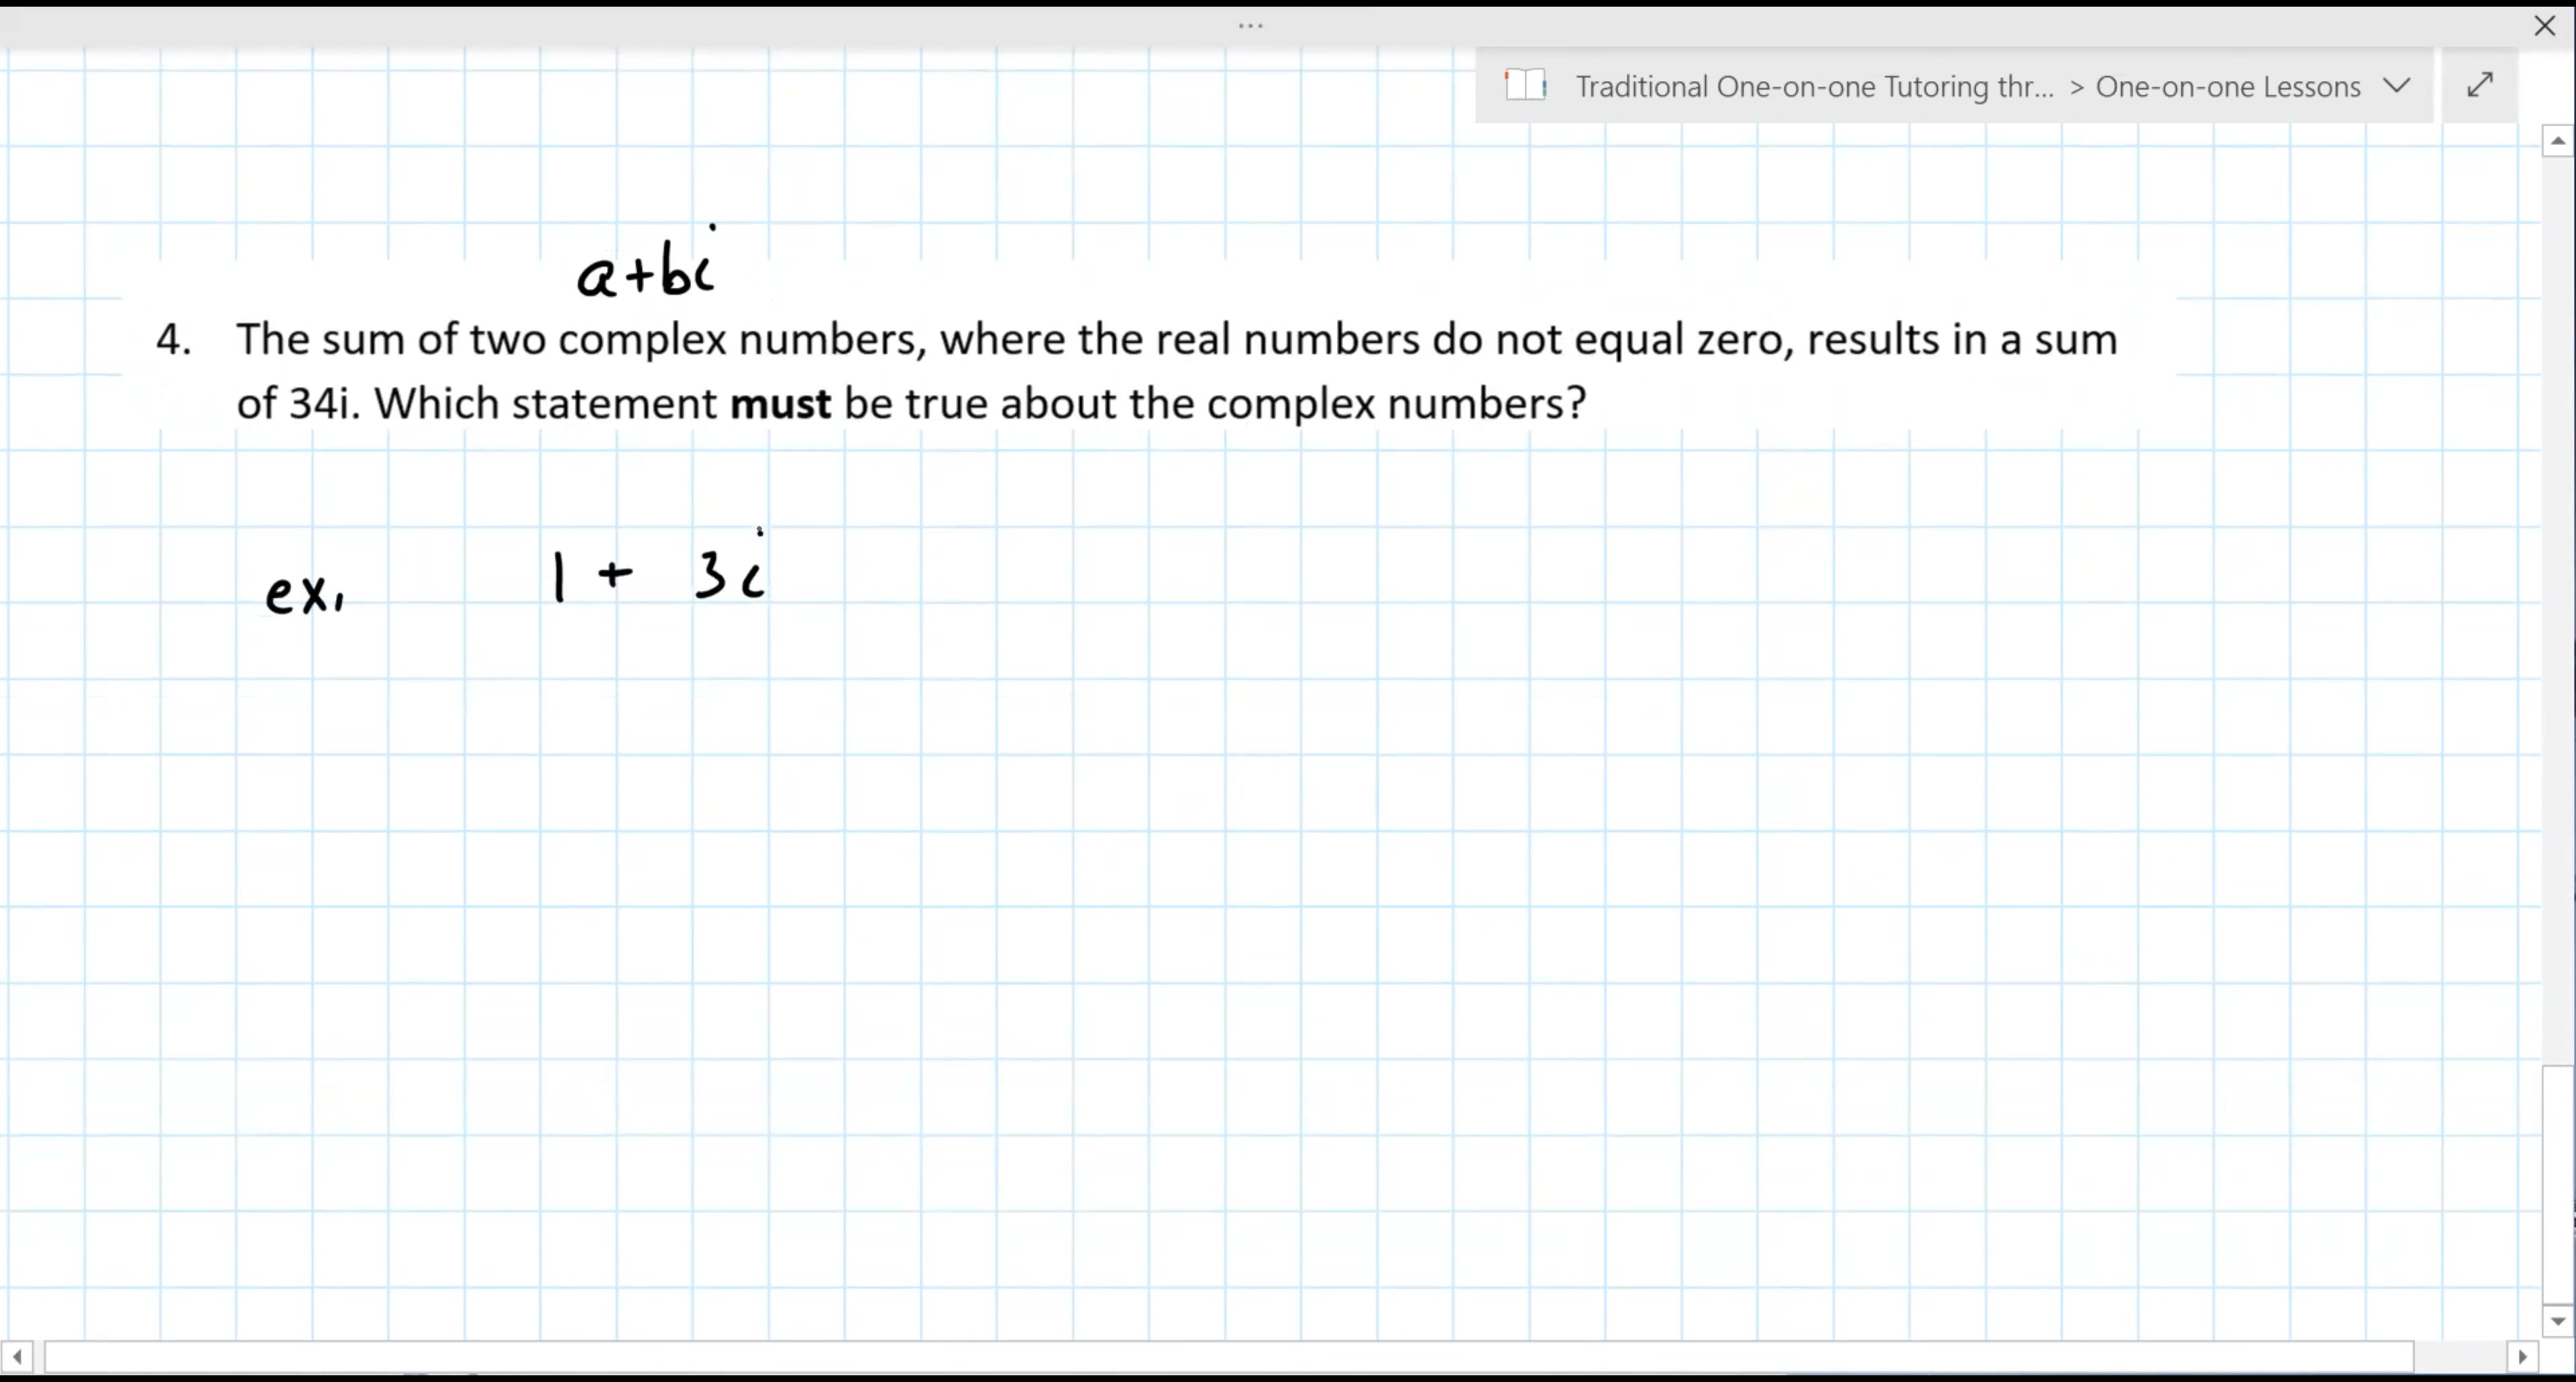 ...
Traditional One-on-one Tutoring thr... > One-on-one Lessons
a+bi
4. The sum of two complex numbers, where the real numbers do not equal zero, results in a sum
of 34i. Which statement must be true about the complex numbers?
ex. 1 + 3i